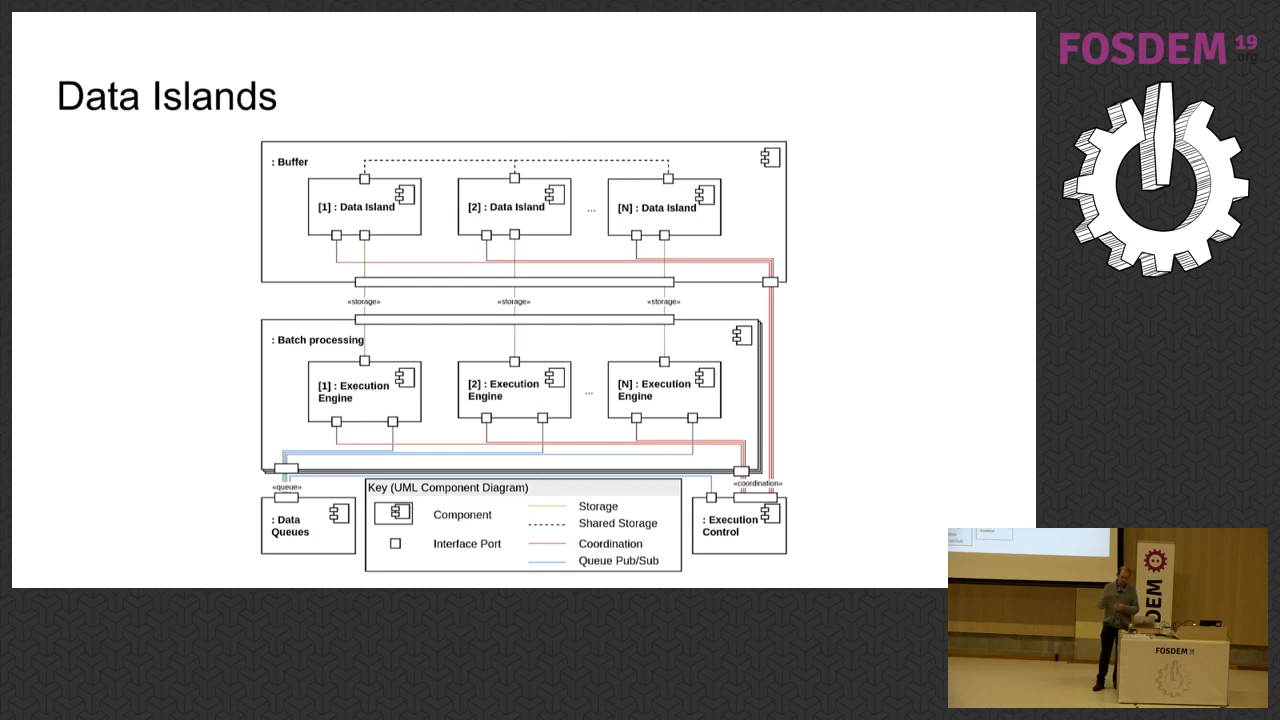 Data Islands
: Buffer
[1] : Data Island
[2] : Data Island
...
[N] : Data Island
«storage»
«storage»
«storage»
: Batch processing
[1] : Execution
Engine
[2] : Execution
Engine
...
[N] : Execution
Engine
«queue»
«coordination»
: Data
Queues
Key (UML Component Diagram)
Component
Interface Port
Storage
Shared Storage
Coordination
Queue Pub/Sub
: Execution
Control
FOSDEM 19
.org
DEM
FOSDEM